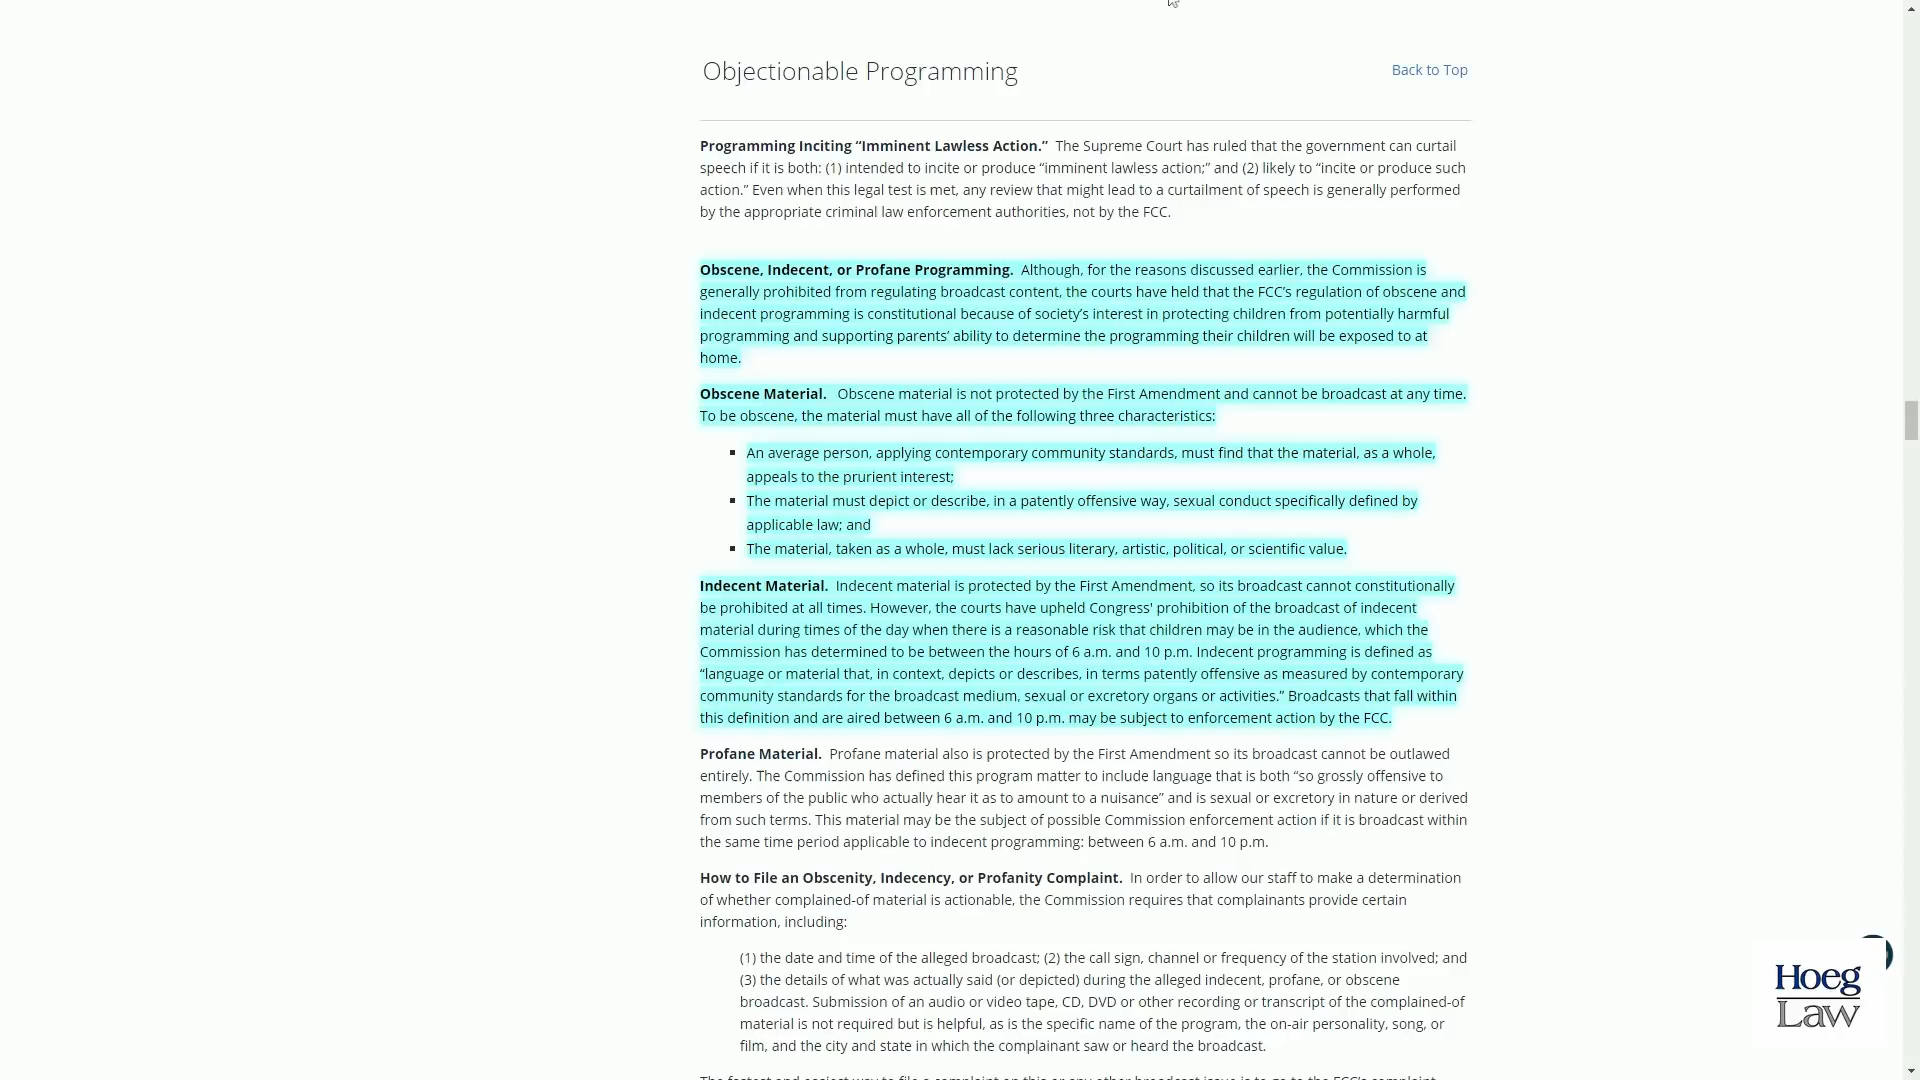 Objectionable Programming
Back to Top
Programming Inciting “Imminent Lawless Action.” The Supreme Court has ruled that the government can curtail
speech if it is both: (1) intended to incite or produce “imminent lawless action;” and (2) likely to “incite or produce such
action.” Even when this legal test is met, any review that might lead to a curtailment of speech is generally performed
by the appropriate criminal law enforcement authorities, not by the FCC.
Obscene, Indecent, or Profane Programming. Although, for the reasons discussed earlier, the Commission is
generally prohibited from regulating broadcast content, the courts have held that the FCC’s regulation of obscene and
indecent programming is constitutional because of society’s interest in protecting children from potentially harmful
programming and supporting parents’ ability to determine the programming their children will be exposed to at
home.
Obscene Material. Obscene material is not protected by the First Amendment and cannot be broadcast at any time.
To be obscene, the material must have all of the following three characteristics:
▪ An average person, applying contemporary community standards, must find that the material, as a whole,
appeals to the prurient interest;
▪ The material must depict or describe, in a patently offensive way, sexual conduct specifically defined by
applicable law; and
▪ The material, taken as a whole, must lack serious literary, artistic, political, or scientific value.
Indecent Material. Indecent material is protected by the First Amendment, so its broadcast cannot constitutionally
be prohibited at all times. However, the courts have upheld Congress' prohibition of the broadcast of indecent
material during times of the day when there is a reasonable risk that children may be in the audience, which the
Commission has determined to be between the hours of 6 a.m. and 10 p.m. Indecent programming is defined as
“language or material that, in context, depicts or describes, in terms patently offensive as measured by contemporary
community standards for the broadcast medium, sexual or excretory organs or activities.” Broadcasts that fall within
this definition and are aired between 6 a.m. and 10 p.m. may be subject to enforcement action by the FCC.
Profane Material. Profane material also is protected by the First Amendment so its broadcast cannot be outlawed
entirely. The Commission has defined this program matter to include language that is both “so grossly offensive to
members of the public who actually hear it as to amount to a nuisance” and is sexual or excretory in nature or derived
from such terms. This material may be the subject of possible Commission enforcement action if it is broadcast within
the same time period applicable to indecent programming: between 6 a.m. and 10 p.m.
How to File an Obscenity, Indecency, or Profanity Complaint. In order to allow our staff to make a determination
of whether complained-of material is actionable, the Commission requires that complainants provide certain
information, including:
(1) the date and time of the alleged broadcast; (2) the call sign, channel or frequency of the station involved; and
(3) the details of what was actually said (or depicted) during the alleged indecent, profane, or obscene
broadcast. Submission of an audio or video tape, CD, DVD or other recording or transcript of the complained-of
material is not required but is helpful, as is the specific name of the program, the on-air personality, song, or
film, and the city and state in which the complainant saw or heard the broadcast.
The fastest and easiest way to file a complaint on this or any other broadcast issue is to go to the FCC’s complaint
Hoeg
Law